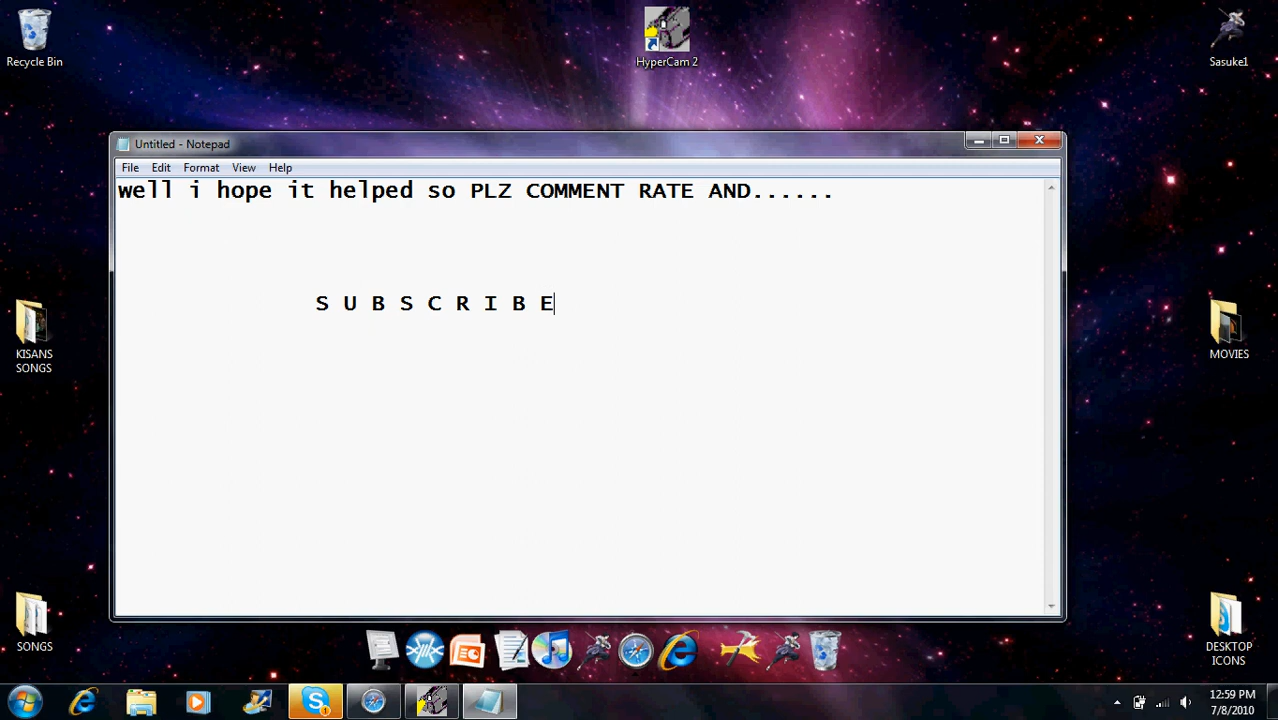 Recycle Bin
HyperCam 2
Sasuke1
Untitled - Notepad
File Edit Format View Help
well i hope it helped so PLZ COMMENT RATE AND......
S U B S C R I B E
KISANS
SONGS
MOVIES
SONGS
DESKTOP
ICONS
12:59 PM
7/8/2010